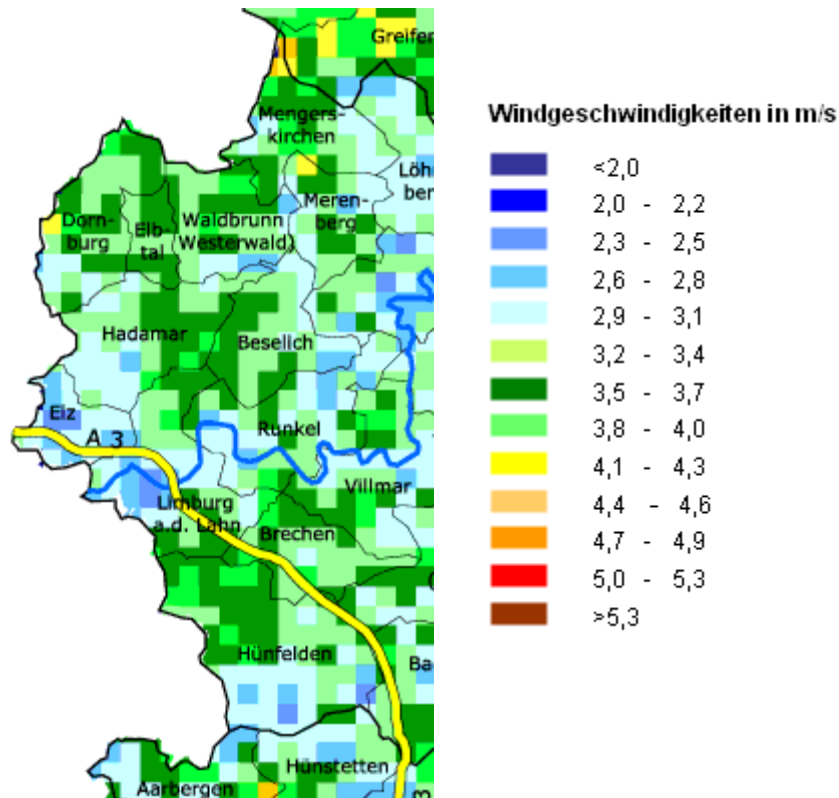 Greifen
Mengers-
kirchen
Löhn
ber
Meren-
berg
Dorn-
burg
Elb-
tal
Waldbrunn
Westerwald)
Hadamar
Beselich
Elz
A 3
Runkel
Villmar
Limburg
a.d. Lahn
Brechen
Hünfelden
Ba
Hünstetten
Aarbergen
Windgeschwindigkeiten in m/s
<2,0
2,0 - 2,2
2,3 - 2,5
2,6 - 2,8
2,9 - 3,1
3,2 - 3,4
3,5 - 3,7
3,8 - 4,0
4,1 - 4,3
4,4 - 4,6
4,7 - 4,9
5,0 - 5,3
>5,3